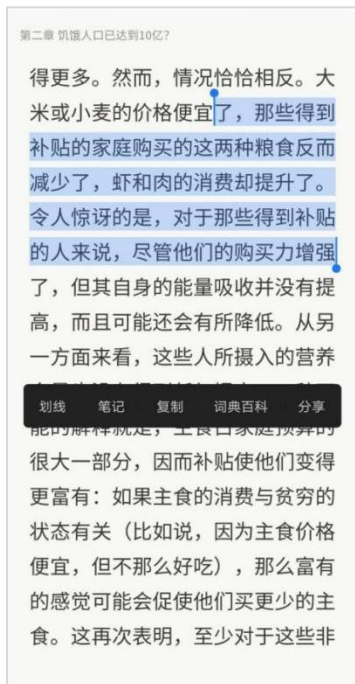 第二章 饥饿人口已达到10亿?
得更多。然而，情况恰恰相反。大
米或小麦的价格便宜了，那些得到
补贴的家庭购买的这两种粮食反而
减少了，虾和肉的消费却提升了。
令人惊讶的是，对于那些得到补贴
的人来说，尽管他们的购买力增强
了，但其自身的能量吸收并没有提
高，而且可能还会有所降低。从另
一方面来看，这些人所摄入的营养
划线 笔记 复制 词典百科 分享
能的解释就是，主食占家庭预算的
很大一部分，因而补贴使他们变得
更富有：如果主食的消费与贫穷的
状态有关（比如说，因为主食价格
便宜，但不那么好吃），那么富有
的感觉可能会促使他们买更少的主
食。这再次表明，至少对于这些非